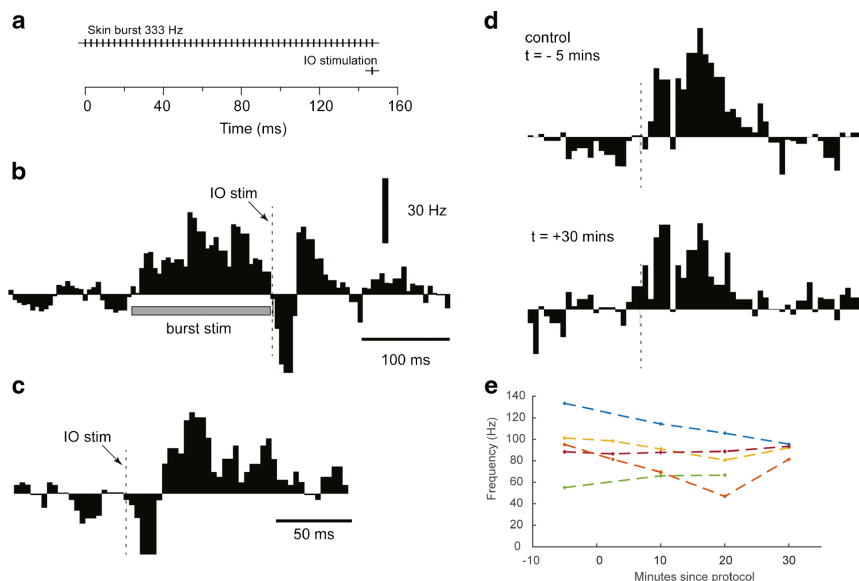 a
Skin burst 333 Hz
IO stimulation
0 40 80 120 160
Time (ms)
b
IO stim
30 Hz
burst stim
100 ms
c
IO stim
50 ms
d
control
t = - 5 mins
t = +30 mins
e
140
120
100
80
60
40
20
0
Frequency (Hz)
-10 0 10 20 30
Minutes since protocol